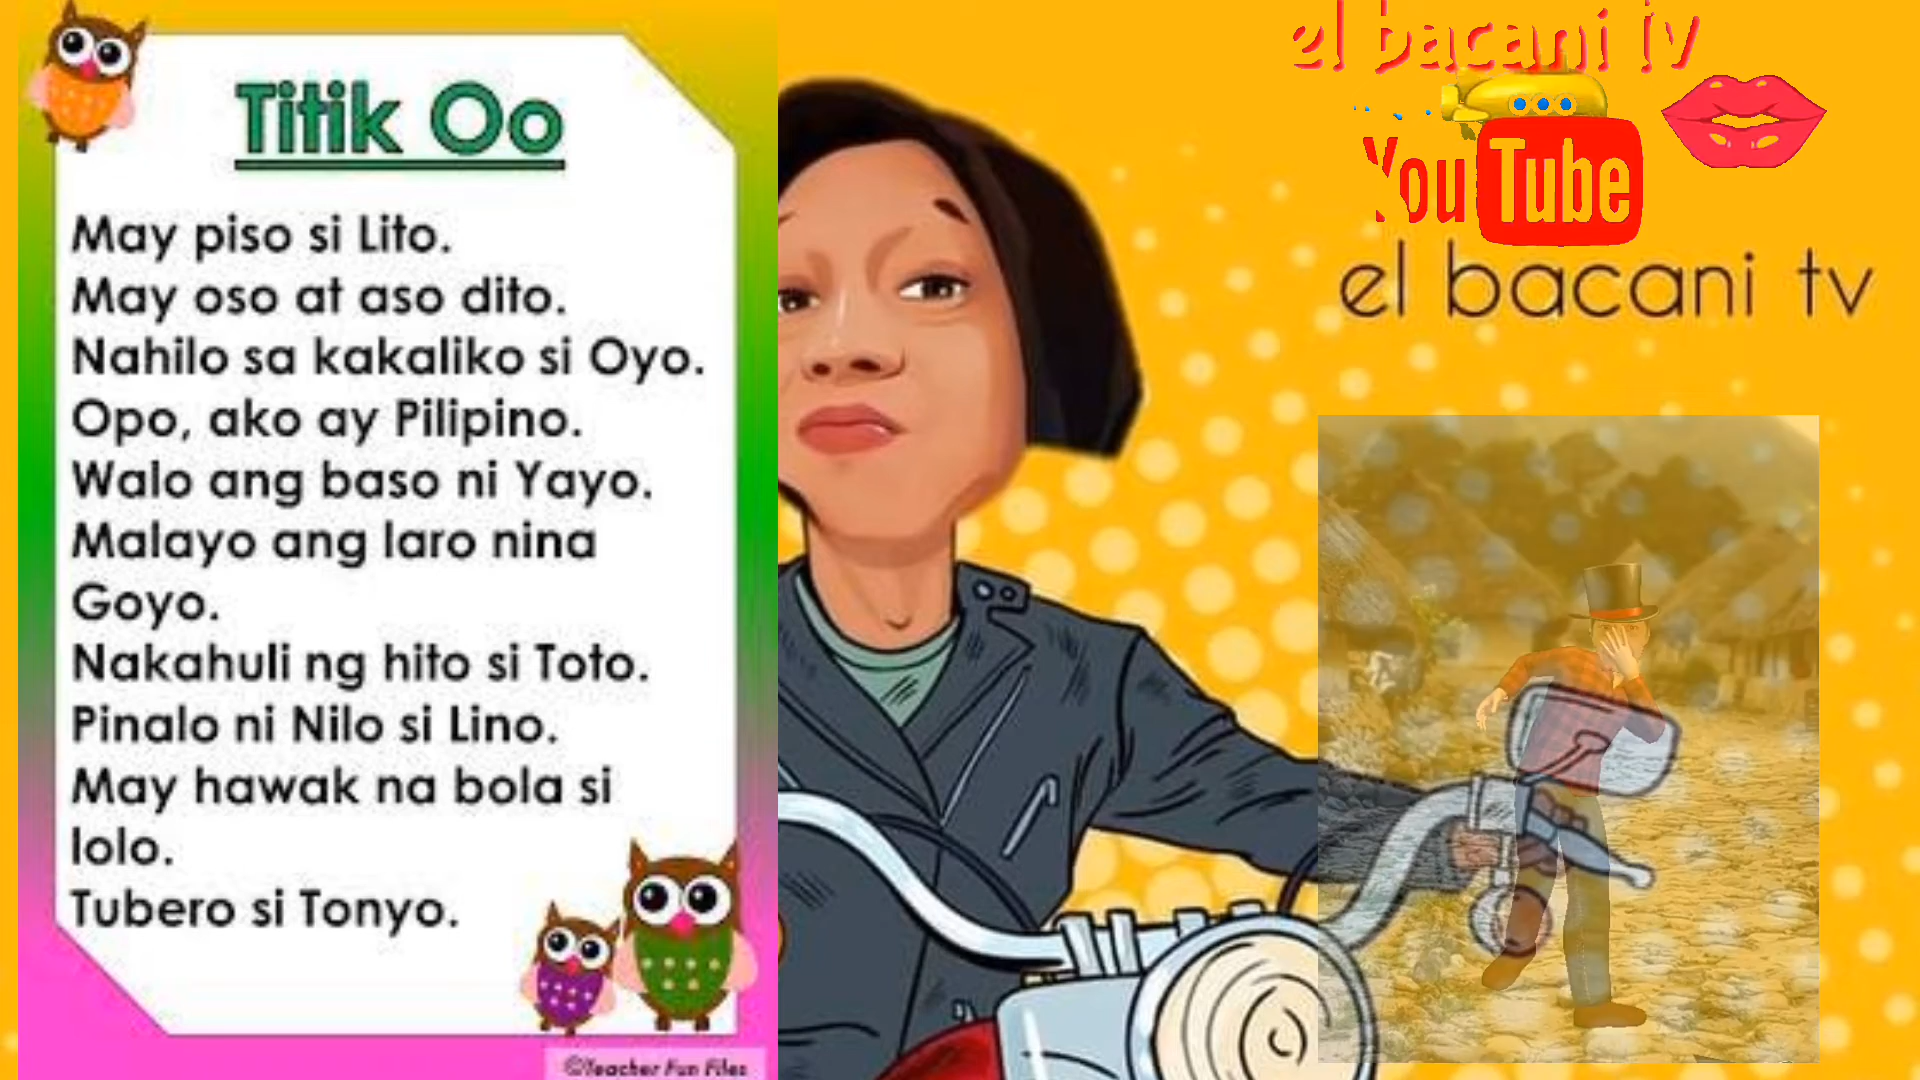 Titik Oo
May piso si Lito.
May oso at aso dito.
Nahilo sa kakaliko si Oyo.
Opo, ako ay Pilipino.
Walo ang baso ni Yayo.
Malayo ang laro nina
Goyo.
Nakahuli ng hito si Toto.
Pinalo ni Nilo si Lino.
May hawak na bola si
lolo.
Tubero si Tonyo.
©Teacher Fun Files
el bacani tv
YouTube
el bacani tv